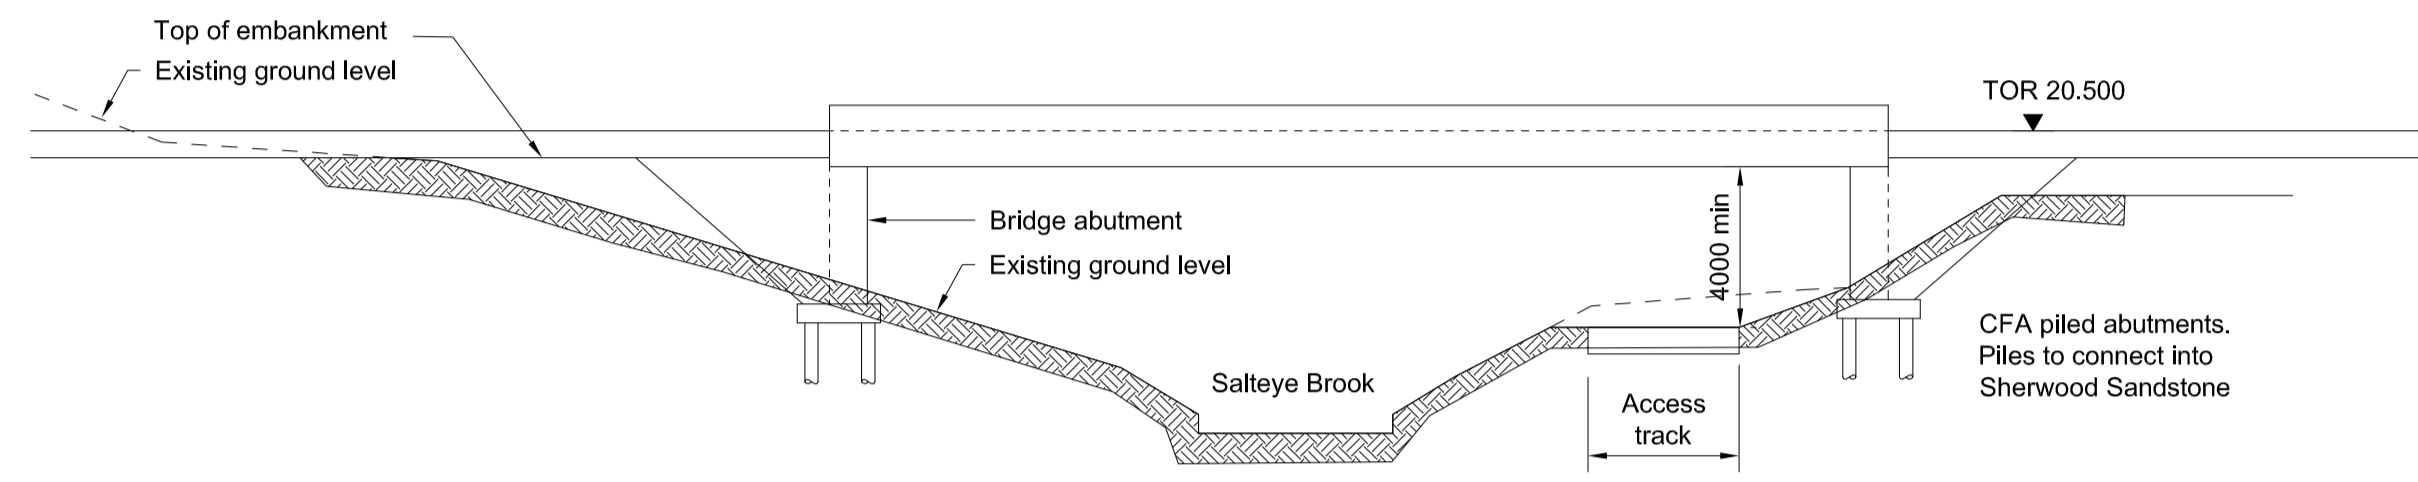 Top of embankment
Existing ground level
TOR 20.500
Bridge abutment
Existing ground level
4000 min
CFA piled abutments.
Piles to connect into
Sherwood Sandstone
Salteye Brook
Access
track